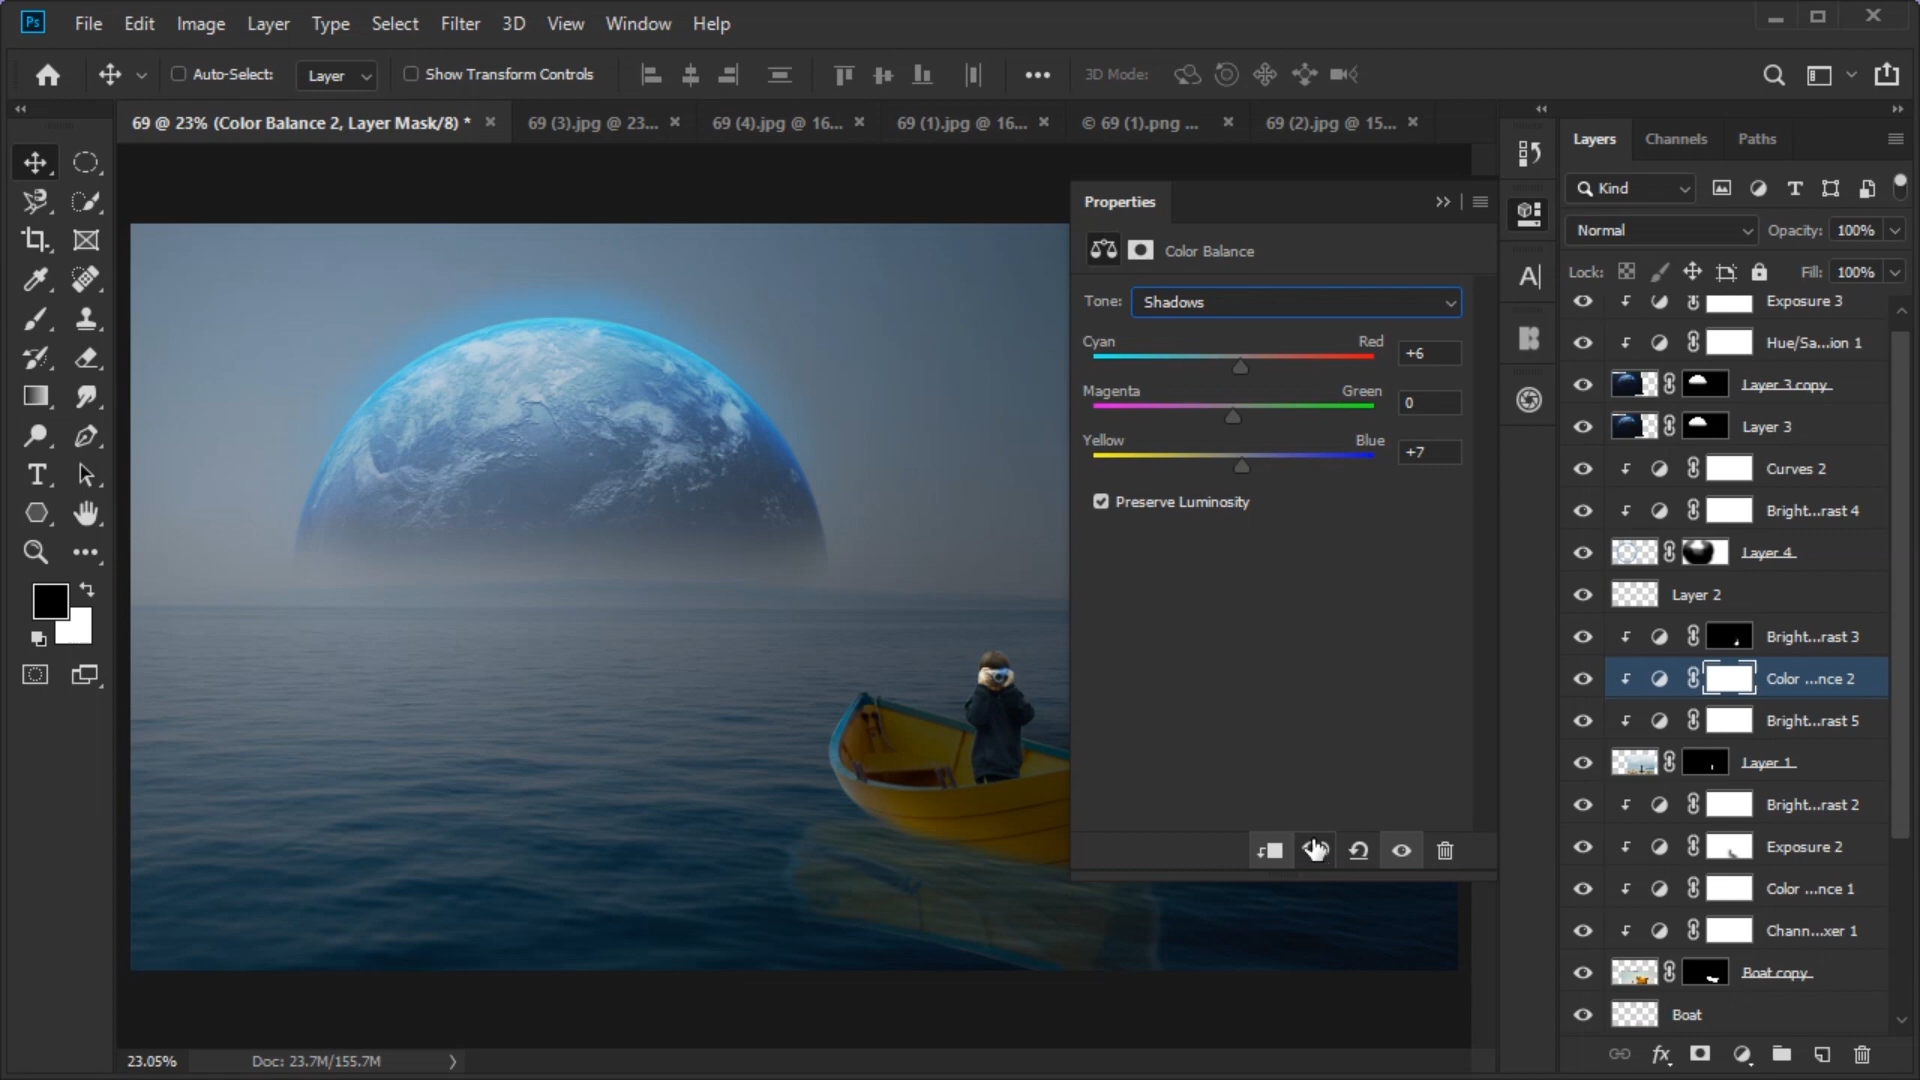 Ps File Edit Image Layer Type Select Filter 3D View Window Help
Auto-Select: Layer Show Transform Controls 3D Mode:
69 @ 23% (Color Balance 2, Layer Mask/8) * 69 (3).jpg @ 23... 69 (4).jpg @ 16... 69 (1).jpg @ 16... © 69 (1).png ... 69 (2).jpg @ 15...
Properties
Color Balance
Tone: Shadows
Cyan Red +6
Magenta Green 0
Yellow Blue +7
Preserve Luminosity
Layers Channels Paths
Kind
Normal Opacity: 100%
Lock: Fill: 100%
Exposure 3
Hue/Sa...ion 1
Layer 3 copy
Layer 3
Curves 2
Bright...rast 4
Layer 4
Layer 2
Bright...rast 3
Color ...nce 2
Bright...rast 5
Layer 1
Bright...rast 2
Exposure 2
Color ...nce 1
Chann...xer 1
Boat copy
Boat
fx
23.05% Doc: 23.7M/155.7M